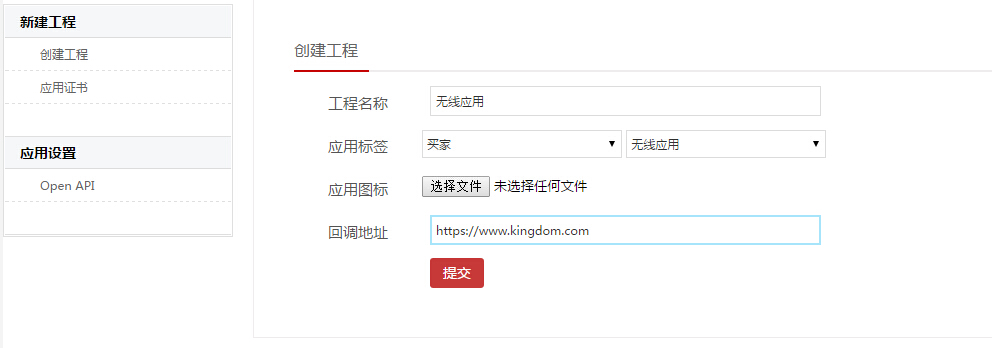 新建工程
创建工程
应用证书
应用设置
Open API
创建工程
工程名称 无线应用
应用标签 买家 无线应用
应用图标 选择文件 未选择任何文件
回调地址 https://www.kingdom.com
提交